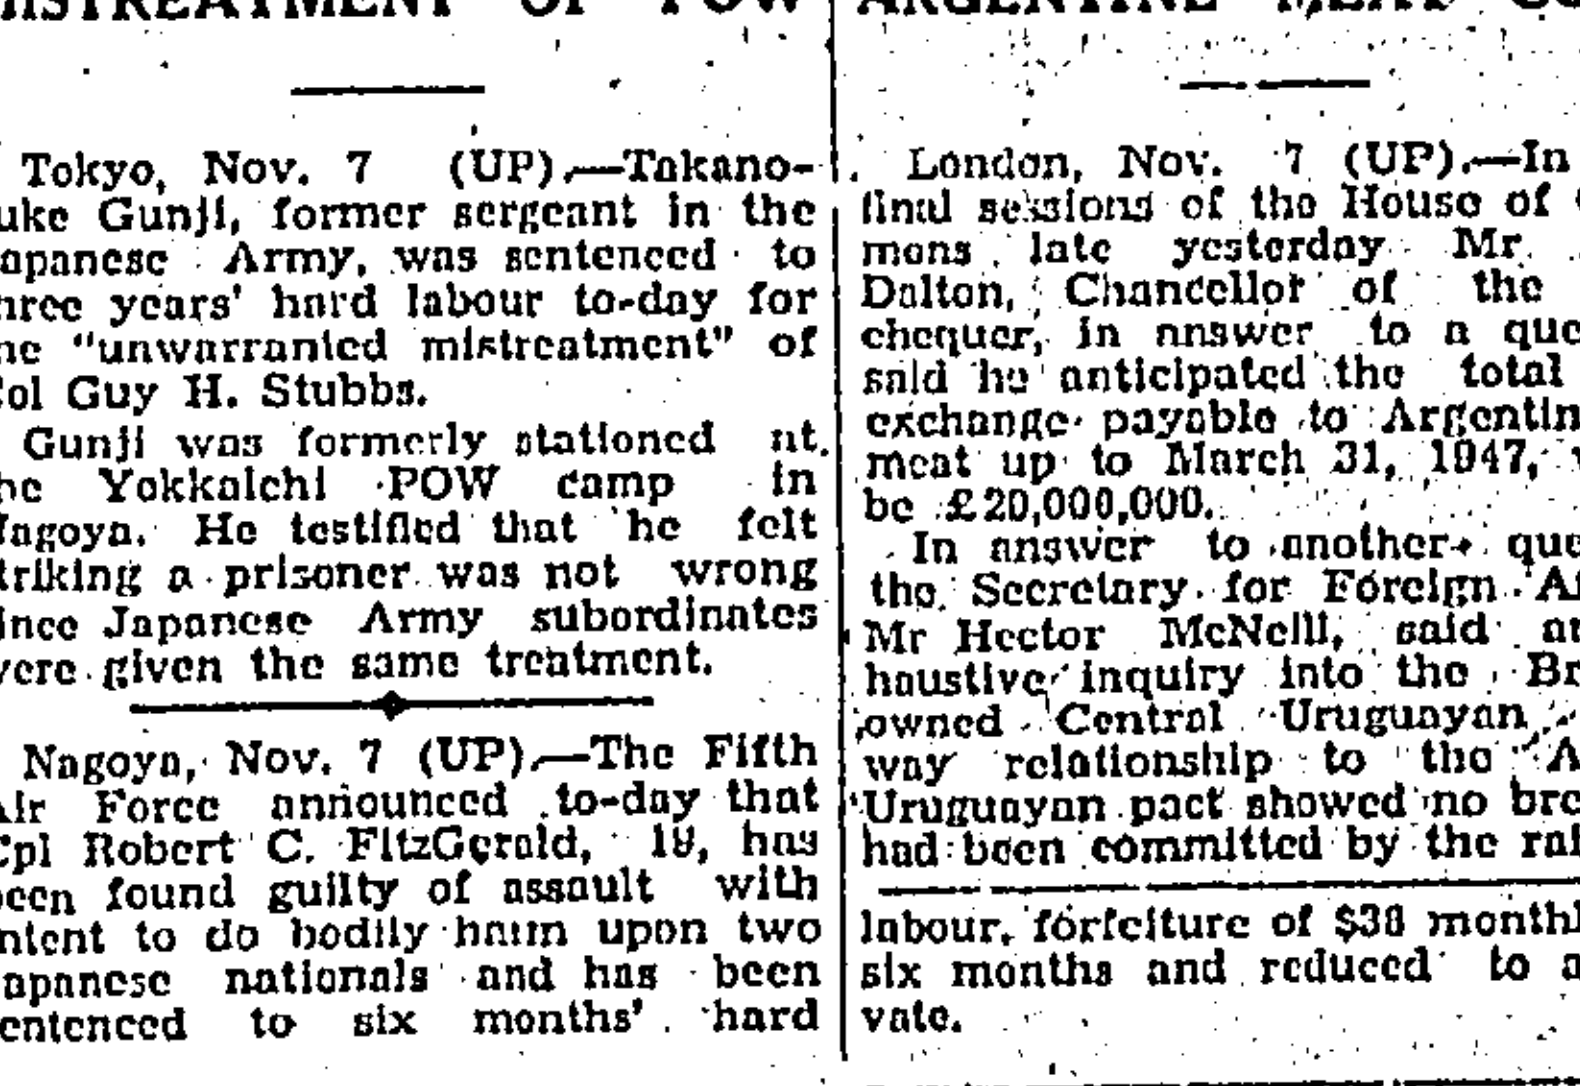 MISTREATMENT OF POW
Tokyo, Nov. 7 (UP).—Takano-
uke Gunji, former sergeant in the
apanese Army, was sentenced to
hree years' hard labour to-day for
he "unwarranted mistreatment" of
Col Guy H. Stubbs.
Gunji was formerly stationed at
he Yokkaichi POW camp in
Nagoya. He testified that he felt
triking a prisoner was not wrong
ince Japanese Army subordinates
were given the same treatment.
Nagoya, Nov. 7 (UP).—The Fifth
Air Force announced to-day that
Cpl Robert C. FitzGerald, 19, has
been found guilty of assault with
ntent to do bodily harm upon two
apanese nationals and has been
entenced to six months' hard
ARGENTINE MEAT
London, Nov. 7 (UP).—In
final sessions of the House of
mons late yesterday Mr.
Dalton, Chancellor of the
chequer, in answer to a que
said he anticipated the total
exchange payable to Argentin
meat up to March 31, 1947,
be £20,000,000.
In answer to another que
the Secretary for Foreign Af
Mr Hector McNeill, said an
haustive inquiry into the Br
owned Central Uruguayan
way relationship to the A
Uruguayan pact showed no bre
had been committed by the rai
labour, forfeiture of $38 monthl
six months and reduced to a
vate.